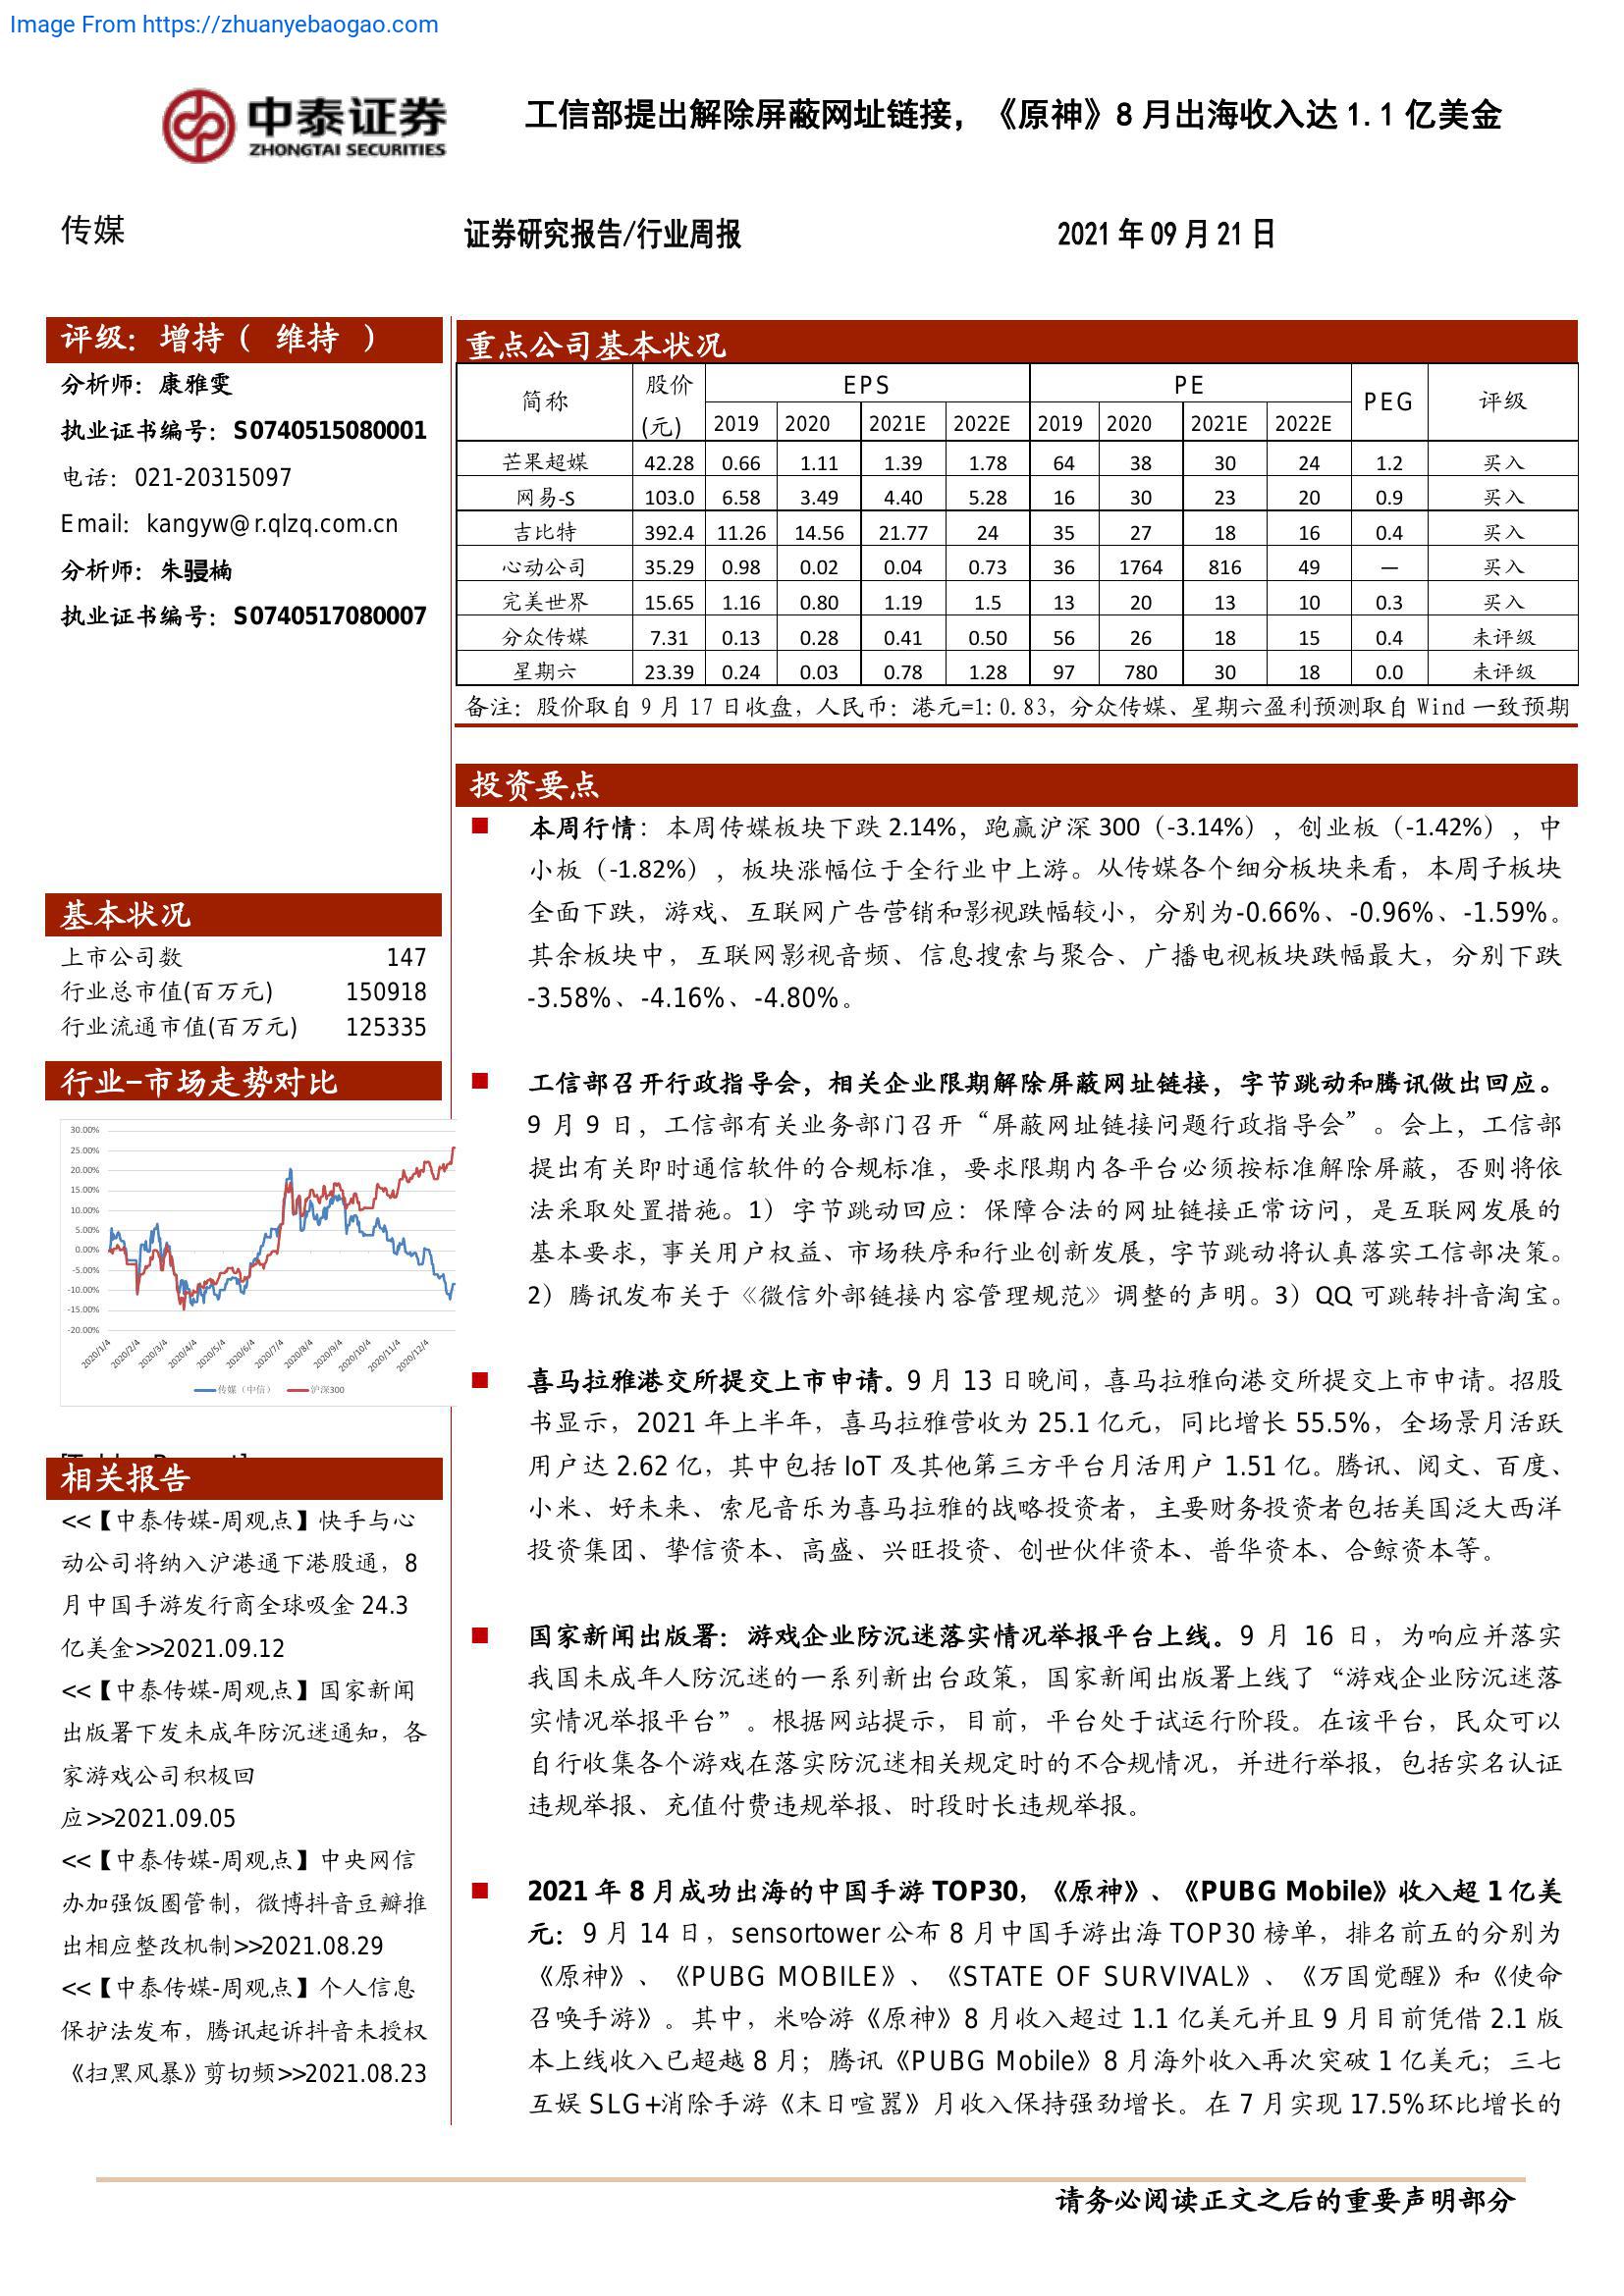 Image From https://zhuanyebaogao.com
中泰证券
ZHONGTAI SECURITIES
工信部提出解除屏蔽网址链接，《原神》8 月出海收入达 1.1 亿美金
传媒
证券研究报告/行业周报
2021 年 09 月 21 日
评级：增持（ 维持 ）
分析师：康雅雯
执业证书编号：S0740515080001
电话：021-20315097
Email：kangyw@r.qlzq.com.cn
分析师：朱骎楠
执业证书编号：S0740517080007
基本状况
上市公司数 147
行业总市值(百万元) 150918
行业流通市值(百万元) 125335
行业-市场走势对比
30.00%
25.00%
20.00%
15.00%
10.00%
5.00%
0.00%
-5.00%
-10.00%
-15.00%
-20.00%
2020/1/4 2020/2/4 2020/3/4 2020/4/4 2020/5/4 2020/6/4 2020/7/4 2020/8/4 2020/9/4 2020/10/4 2020/11/4 2020/12/4
传媒（中信） 沪深300
相关报告
<<【中泰传媒-周观点】快手与心
动公司将纳入沪港通下港股通，8
月中国手游发行商全球吸金 24.3
亿美金>>2021.09.12
<<【中泰传媒-周观点】国家新闻
出版署下发未成年防沉迷通知，各
家游戏公司积极回
应>>2021.09.05
<<【中泰传媒-周观点】中央网信
办加强饭圈管制，微博抖音豆瓣推
出相应整改机制>>2021.08.29
<<【中泰传媒-周观点】个人信息
保护法发布，腾讯起诉抖音未授权
《扫黑风暴》剪切频>>2021.08.23
重点公司基本状况
简称 股价(元) EPS PE PEG 评级
2019 2020 2021E 2022E 2019 2020 2021E 2022E
芒果超媒 42.28 0.66 1.11 1.39 1.78 64 38 30 24 1.2 买入
网易-S 103.0 6.58 3.49 4.40 5.28 16 30 23 20 0.9 买入
吉比特 392.4 11.26 14.56 21.77 24 35 27 18 16 0.4 买入
心动公司 35.29 0.98 0.02 0.04 0.73 36 1764 816 49 — 买入
完美世界 15.65 1.16 0.80 1.19 1.5 13 20 13 10 0.3 买入
分众传媒 7.31 0.13 0.28 0.41 0.50 56 26 18 15 0.4 未评级
星期六 23.39 0.24 0.03 0.78 1.28 97 780 30 18 0.0 未评级
备注：股价取自 9 月 17 日收盘，人民币：港元=1:0.83，分众传媒、星期六盈利预测取自 Wind 一致预期
投资要点
本周行情：本周传媒板块下跌 2.14%，跑赢沪深 300（-3.14%），创业板（-1.42%），中
小板（-1.82%），板块涨幅位于全行业中上游。从传媒各个细分板块来看，本周子板块
全面下跌，游戏、互联网广告营销和影视跌幅较小，分别为-0.66%、-0.96%、-1.59%。
其余板块中，互联网影视音频、信息搜索与聚合、广播电视板块跌幅最大，分别下跌
-3.58%、-4.16%、-4.80%。
工信部召开行政指导会，相关企业限期解除屏蔽网址链接，字节跳动和腾讯做出回应。
9 月 9 日，工信部有关业务部门召开“屏蔽网址链接问题行政指导会”。会上，工信部
提出有关即时通信软件的合规标准，要求限期内各平台必须按标准解除屏蔽，否则将依
法采取处置措施。1）字节跳动回应：保障合法的网址链接正常访问，是互联网发展的
基本要求，事关用户权益、市场秩序和行业创新发展，字节跳动将认真落实工信部决策。
2）腾讯发布关于《微信外部链接内容管理规范》调整的声明。3）QQ 可跳转抖音淘宝。
喜马拉雅港交所提交上市申请。9 月 13 日晚间，喜马拉雅向港交所提交上市申请。招股
书显示，2021 年上半年，喜马拉雅营收为 25.1 亿元，同比增长 55.5%，全场景月活跃
用户达 2.62 亿，其中包括 IoT 及其他第三方平台月活用户 1.51 亿。腾讯、阅文、百度、
小米、好未来、索尼音乐为喜马拉雅的战略投资者，主要财务投资者包括美国泛大西洋
投资集团、挚信资本、高盛、兴旺投资、创世伙伴资本、普华资本、合鲸资本等。
国家新闻出版署：游戏企业防沉迷落实情况举报平台上线。9 月 16 日，为响应并落实
我国未成年人防沉迷的一系列新出台政策，国家新闻出版署上线了“游戏企业防沉迷落
实情况举报平台”。根据网站提示，目前，平台处于试运行阶段。在该平台，民众可以
自行收集各个游戏在落实防沉迷相关规定时的不合规情况，并进行举报，包括实名认证
违规举报、充值付费违规举报、时段时长违规举报。
2021 年 8 月成功出海的中国手游 TOP30，《原神》、《PUBG Mobile》收入超 1 亿美
元：9 月 14 日，sensortower 公布 8 月中国手游出海 TOP30 榜单，排名前五的分别为
《原神》、《PUBG MOBILE》、《STATE OF SURVIVAL》、《万国觉醒》和《使命
召唤手游》。其中，米哈游《原神》8 月收入超过 1.1 亿美元并且 9 月目前凭借 2.1 版
本上线收入已超越 8 月；腾讯《PUBG Mobile》8 月海外收入再次突破 1 亿美元；三七
互娱 SLG+消除手游《末日喧嚣》月收入保持强劲增长。在 7 月实现 17.5%环比增长的
请务必阅读正文之后的重要声明部分